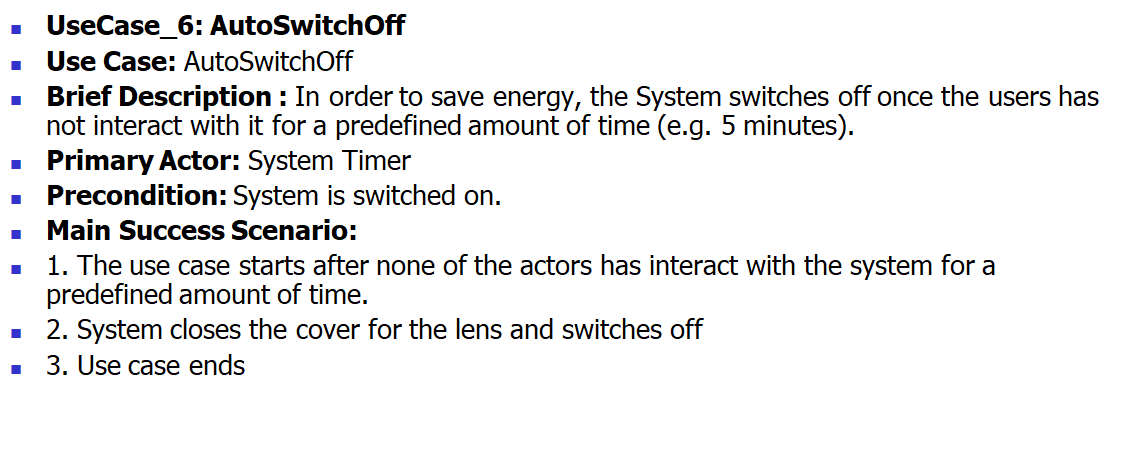 UseCase_6: AutoSwitchOff
Use Case: AutoSwitchOff
Brief Description : In order to save energy, the System switches off once the users has
not interact with it for a predefined amount of time (e.g. 5 minutes).
Primary Actor: System Timer
Precondition: System is switched on.
Main Success Scenario:
1. The use case starts after none of the actors has interact with the system for a
predefined amount of time.
2. System closes the cover for the lens and switches off
3. Use case ends